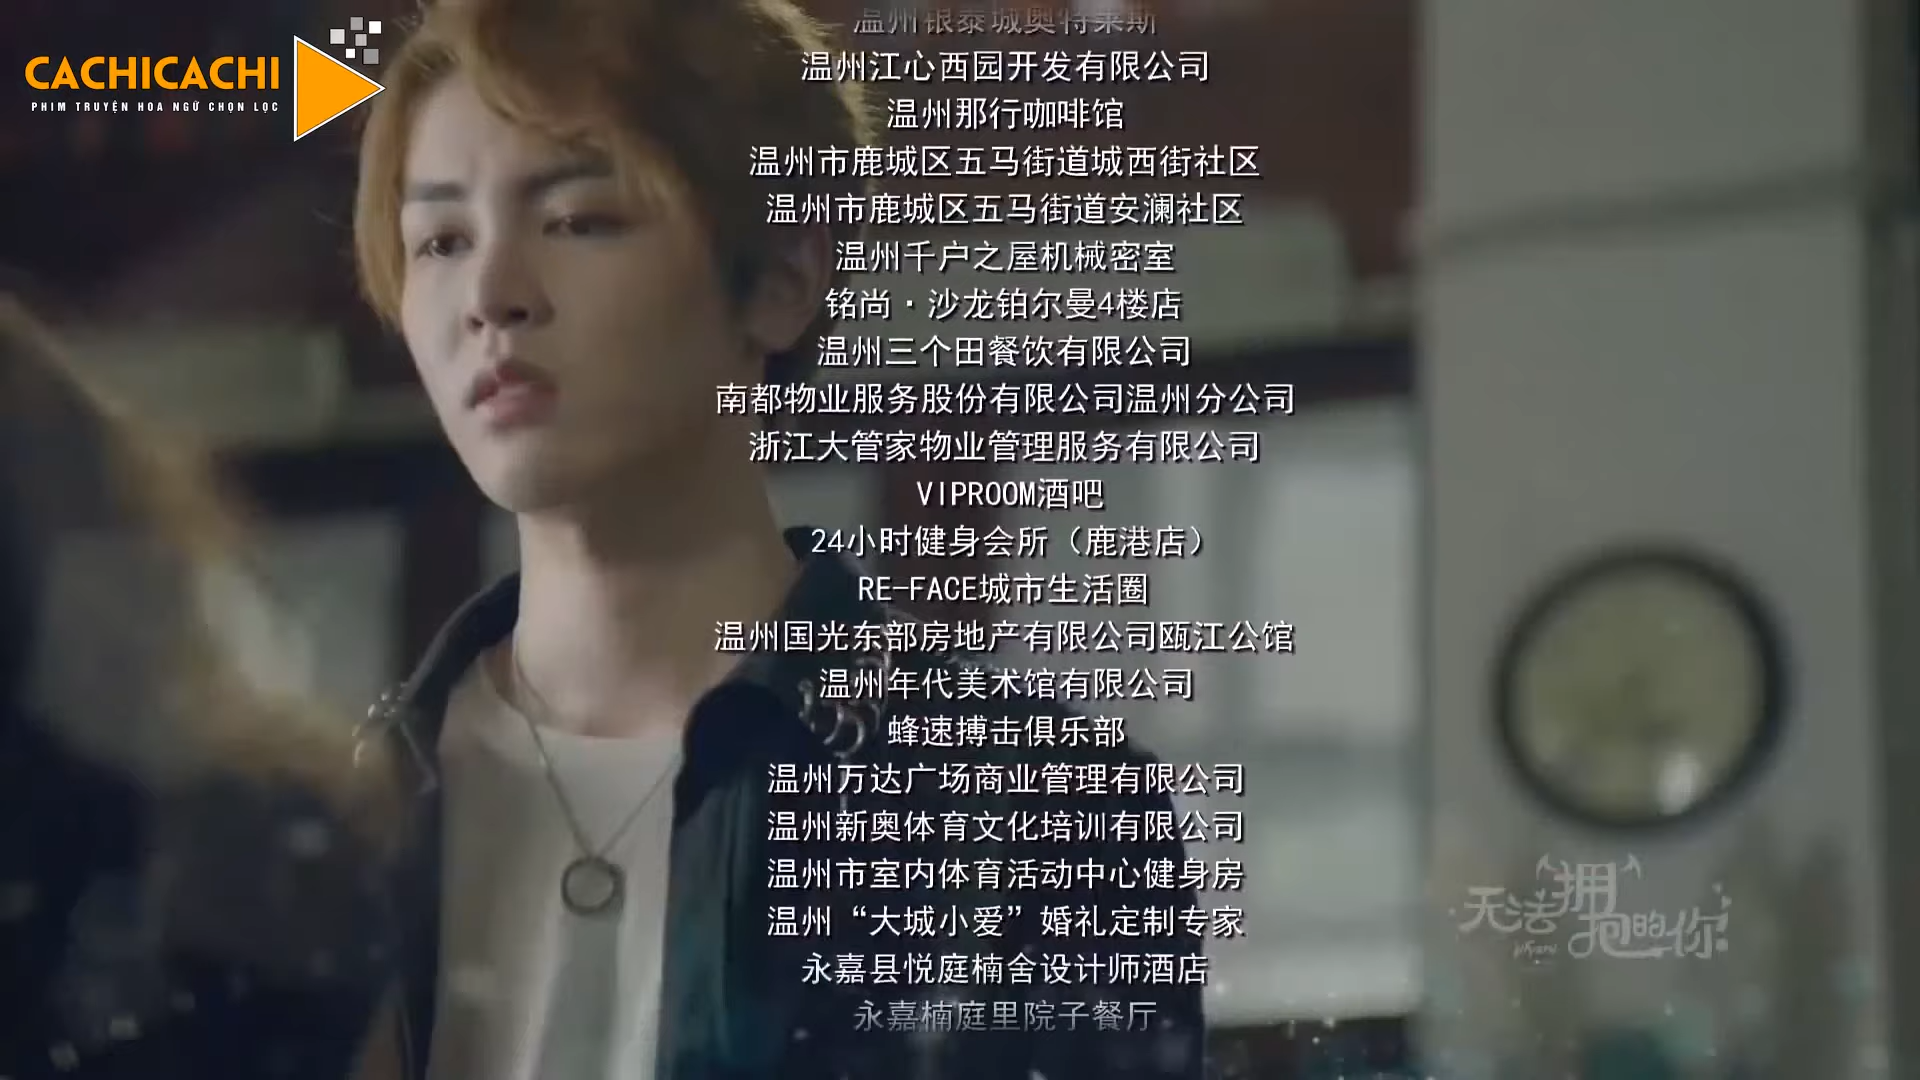 CACHICACHI
PHIM TRUYỆN HOA NGỮ CHỌN LỌC
温州银泰城奥特莱斯
温州江心西园开发有限公司
温州那行咖啡馆
温州市鹿城区五马街道城西街社区
温州市鹿城区五马街道安澜社区
温州千户之屋机械密室
铭尚·沙龙铂尔曼4楼店
温州三个田餐饮有限公司
南都物业服务股份有限公司温州分公司
浙江大管家物业管理服务有限公司
VIPROOM酒吧
24小时健身会所（鹿港店）
RE-FACE城市生活圈
温州国光东部房地产有限公司瓯江公馆
温州年代美术馆有限公司
蜂速搏击俱乐部
温州万达广场商业管理有限公司
温州新奥体育文化培训有限公司
温州市室内体育活动中心健身房
温州“大城小爱”婚礼定制专家
永嘉县悦庭楠舍设计师酒店
永嘉楠庭里院子餐厅
无法拥抱的你